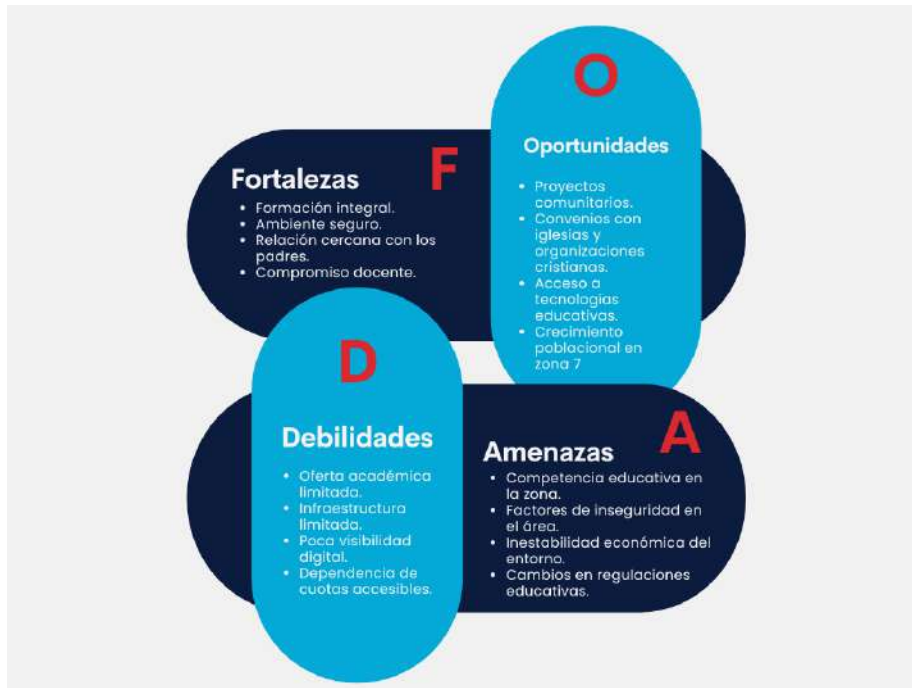 F
Fortalezas
• Formación integral.
• Ambiente seguro.
• Relación cercana con los
padres.
• Compromiso docente.
O
Oportunidades
• Proyectos
comunitarios.
• Convenios con
iglesias y
organizaciones
cristianas.
• Acceso a
tecnologías
educativas.
• Crecimiento
poblacional en
zona 7
D
Debilidades
• Oferta académica
limitada.
• Infraestructura
limitada.
• Poca visibilidad
digital.
• Dependencia de
cuotas accesibles.
A
Amenazas
• Competencia educativa en
la zona.
• Factores de inseguridad en
el área.
• Inestabilidad económica del
entorno.
• Cambios en regulaciones
educativas.